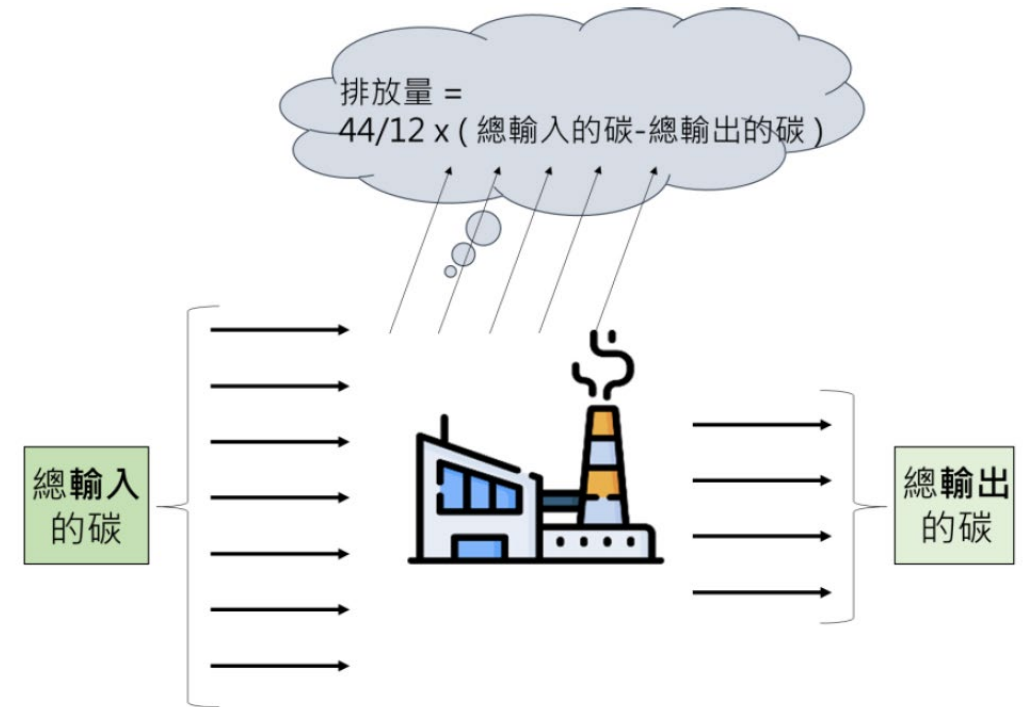 排放量 =
44/12 x ( 總輸入的碳-總輸出的碳 )
總輸入
的碳
總輸出
的碳